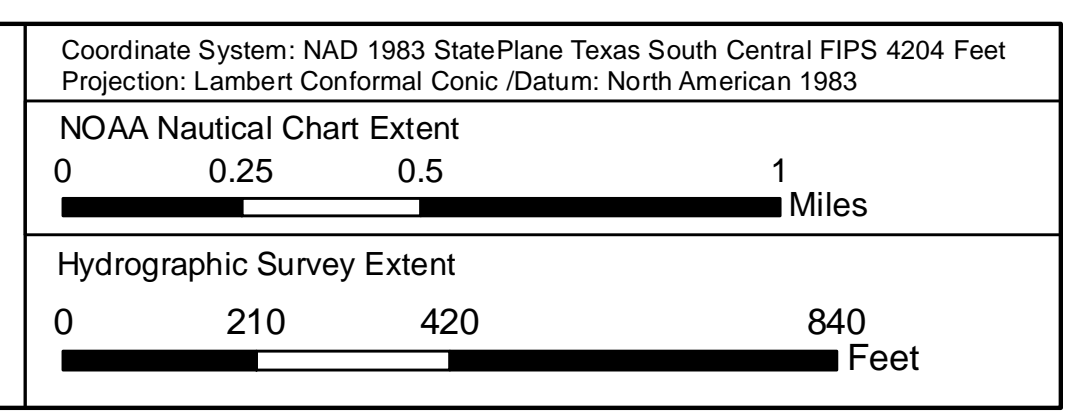 Coordinate System: NAD 1983 StatePlane Texas South Central FIPS 4204 Feet
Projection: Lambert Conformal Conic /Datum: North American 1983
NOAA Nautical Chart Extent
0 0.25 0.5 1
Miles
Hydrographic Survey Extent
0 210 420 840
Feet